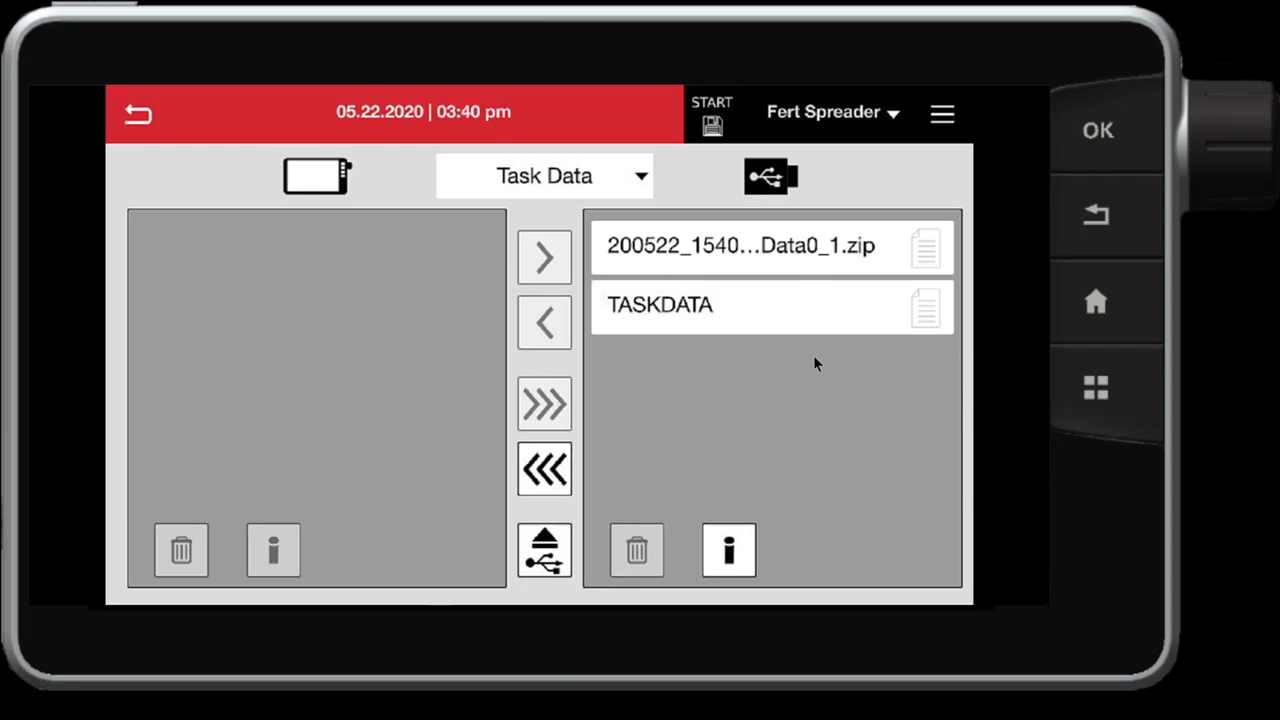 05.22.2020 | 03:40 pm
START
Fert Spreader
OK
Task Data
200522_1540...Data0_1.zip
TASKDATA